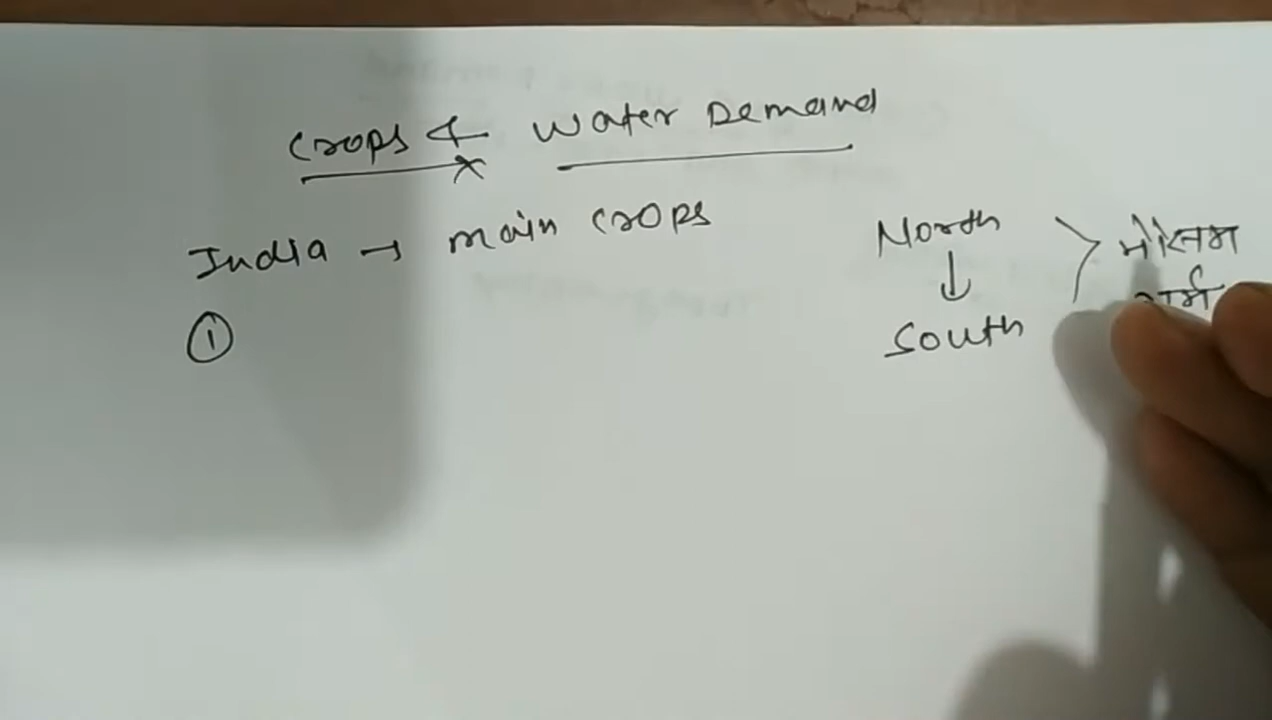 Crops & Water Demand
India → main crops
①
North
↓
South
मौसम